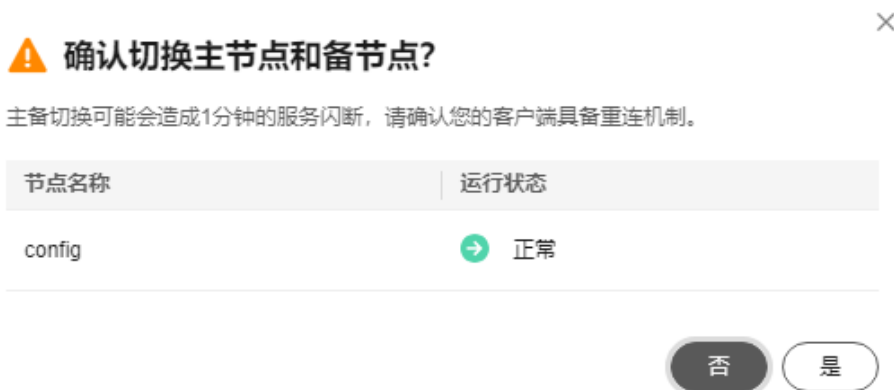 确认切换主节点和备节点？
主备切换可能会造成1分钟的服务闪断，请确认您的客户端具备重连机制。
节点名称 运行状态
config 正常
否 是